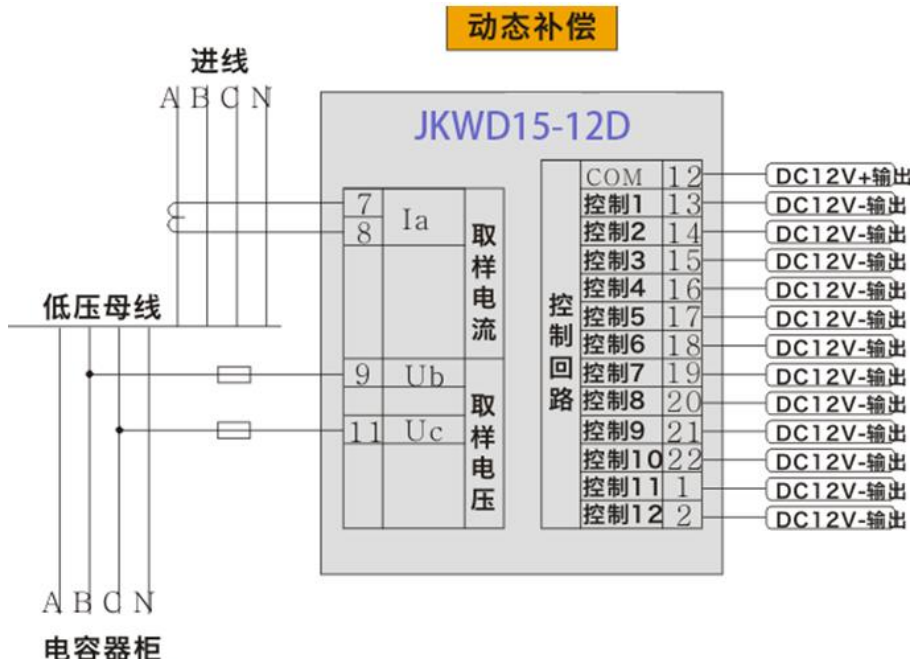 动态补偿
进线
A B C N
JKWD15-12D
7
8
Ia
取样电流
低压母线
9 Ub
11 Uc
取样电压
控制回路
COM 12 DC12V+输出
控制1 13 DC12V-输出
控制2 14 DC12V-输出
控制3 15 DC12V-输出
控制4 16 DC12V-输出
控制5 17 DC12V-输出
控制6 18 DC12V-输出
控制7 19 DC12V-输出
控制8 20 DC12V-输出
控制9 21 DC12V-输出
控制10 22 DC12V-输出
控制11 1 DC12V-输出
控制12 2 DC12V-输出
A B C N
电容器柜